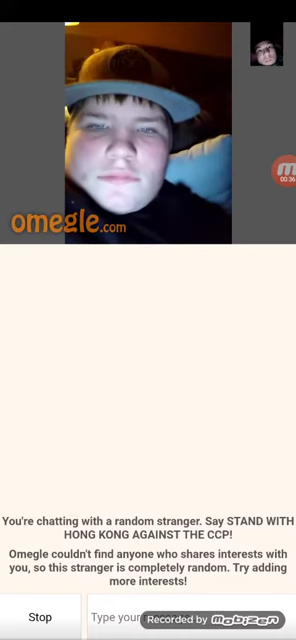 00:36
omegle.com
You're chatting with a random stranger. Say STAND WITH
HONG KONG AGAINST THE CCP!
Omegle couldn't find anyone who shares interests with
you, so this stranger is completely random. Try adding
more interests!
Stop
Type your
Recorded by mobizen